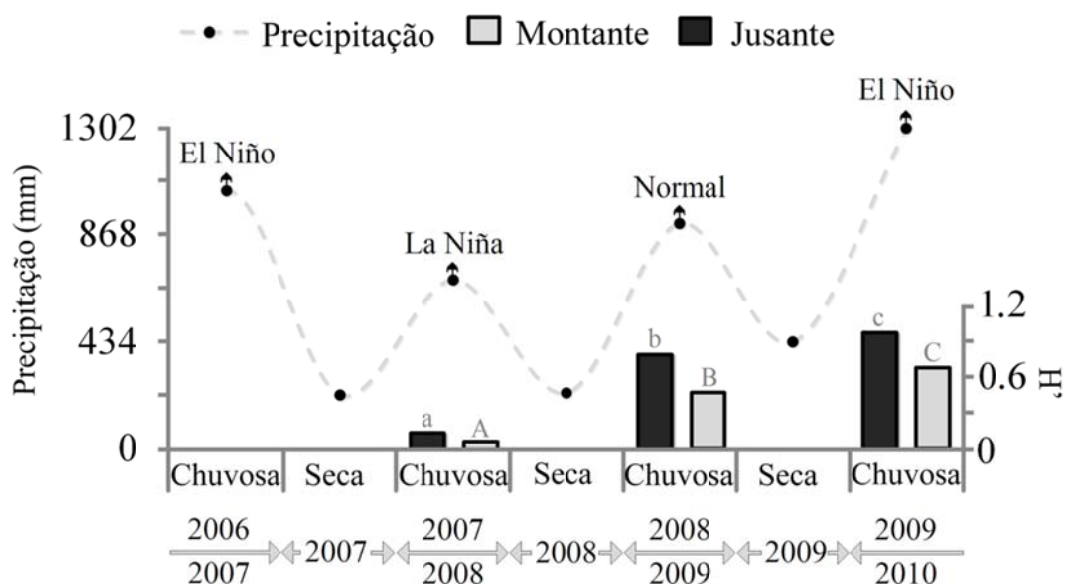 Precipitação Montante Jusante
El Niño
1302
El Niño
Normal
868
La Niña
1.2
434
b
c
C
B
0.6
a
A
0
0
Precipitação (mm)
H’
Chuvosa Seca Chuvosa Seca Chuvosa Seca Chuvosa
2006 2007 2008 2009
2007 2008 2009
2007 2008 2009 2010